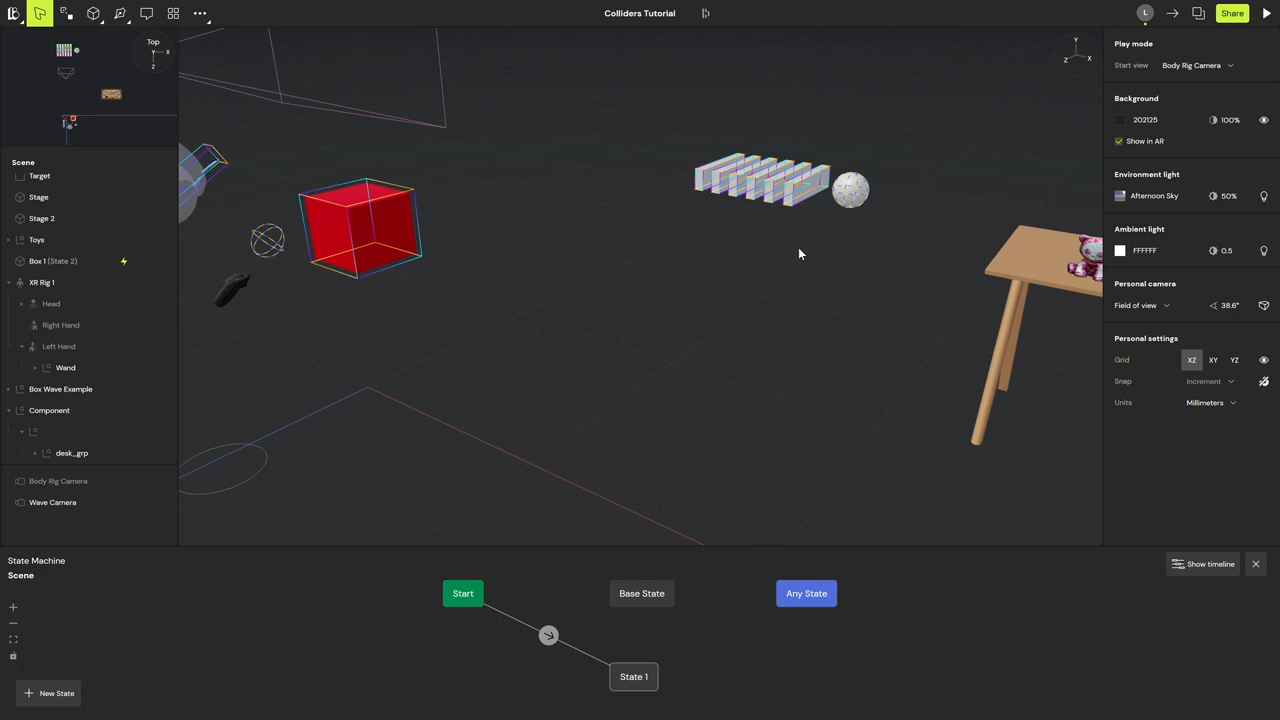 Colliders Tutorial
L
Share
Top
Y
X
Z
Y
Z
X
Scene
Target
Stage
Stage 2
Toys
Box 1 (State 2)
XR Rig 1
Head
Right Hand
Left Hand
Wand
Box Wave Example
Component
desk_grp
Body Rig Camera
Wave Camera
Play mode
Start view Body Rig Camera
Background
202125 100%
Show in AR
Environment light
Afternoon Sky 50%
Ambient light
FFFFFF 0.5
Personal camera
Field of view 38.6°
Personal settings
Grid XZ XY YZ
Snap Increment
Units Millimeters
State Machine
Scene
Show timeline
Start
Base State
Any State
State 1
New State